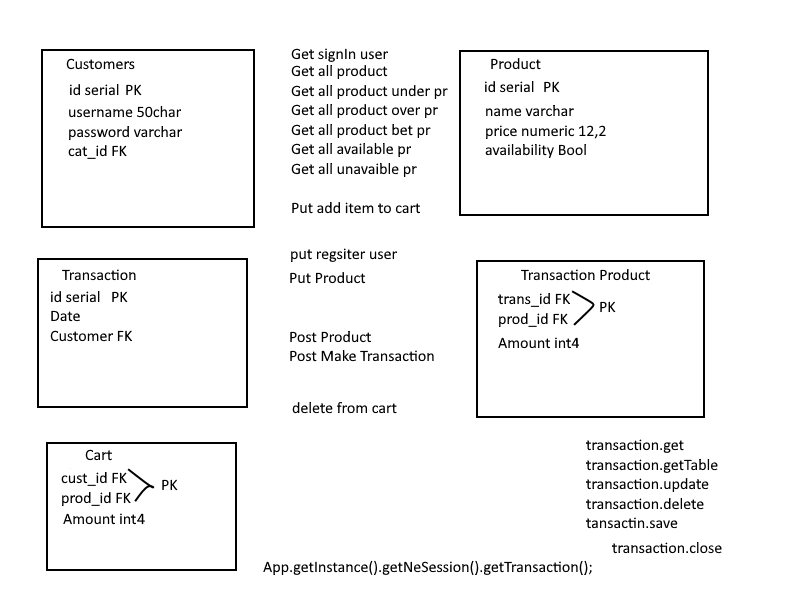 Customers
id serial PK
username 50char
password varchar
cat_id FK
Get signIn user
Get all product
Get all product under pr
Get all product over pr
Get all product bet pr
Get all available pr
Get all unavaible pr
Put add item to cart
Product
id serial PK
name varchar
price numeric 12,2
availability Bool
Transaction
id serial PK
Date
Customer FK
put regsiter user
Put Product
Post Product
Post Make Transaction
delete from cart
Transaction Product
trans_id FK
prod_id FK
PK
Amount int4
Cart
cust_id FK
prod_id FK
PK
Amount int4
transaction.get
transaction.getTable
transaction.update
transaction.delete
tansactin.save
transaction.close
App.getInstance().getNeSession().getTransaction();